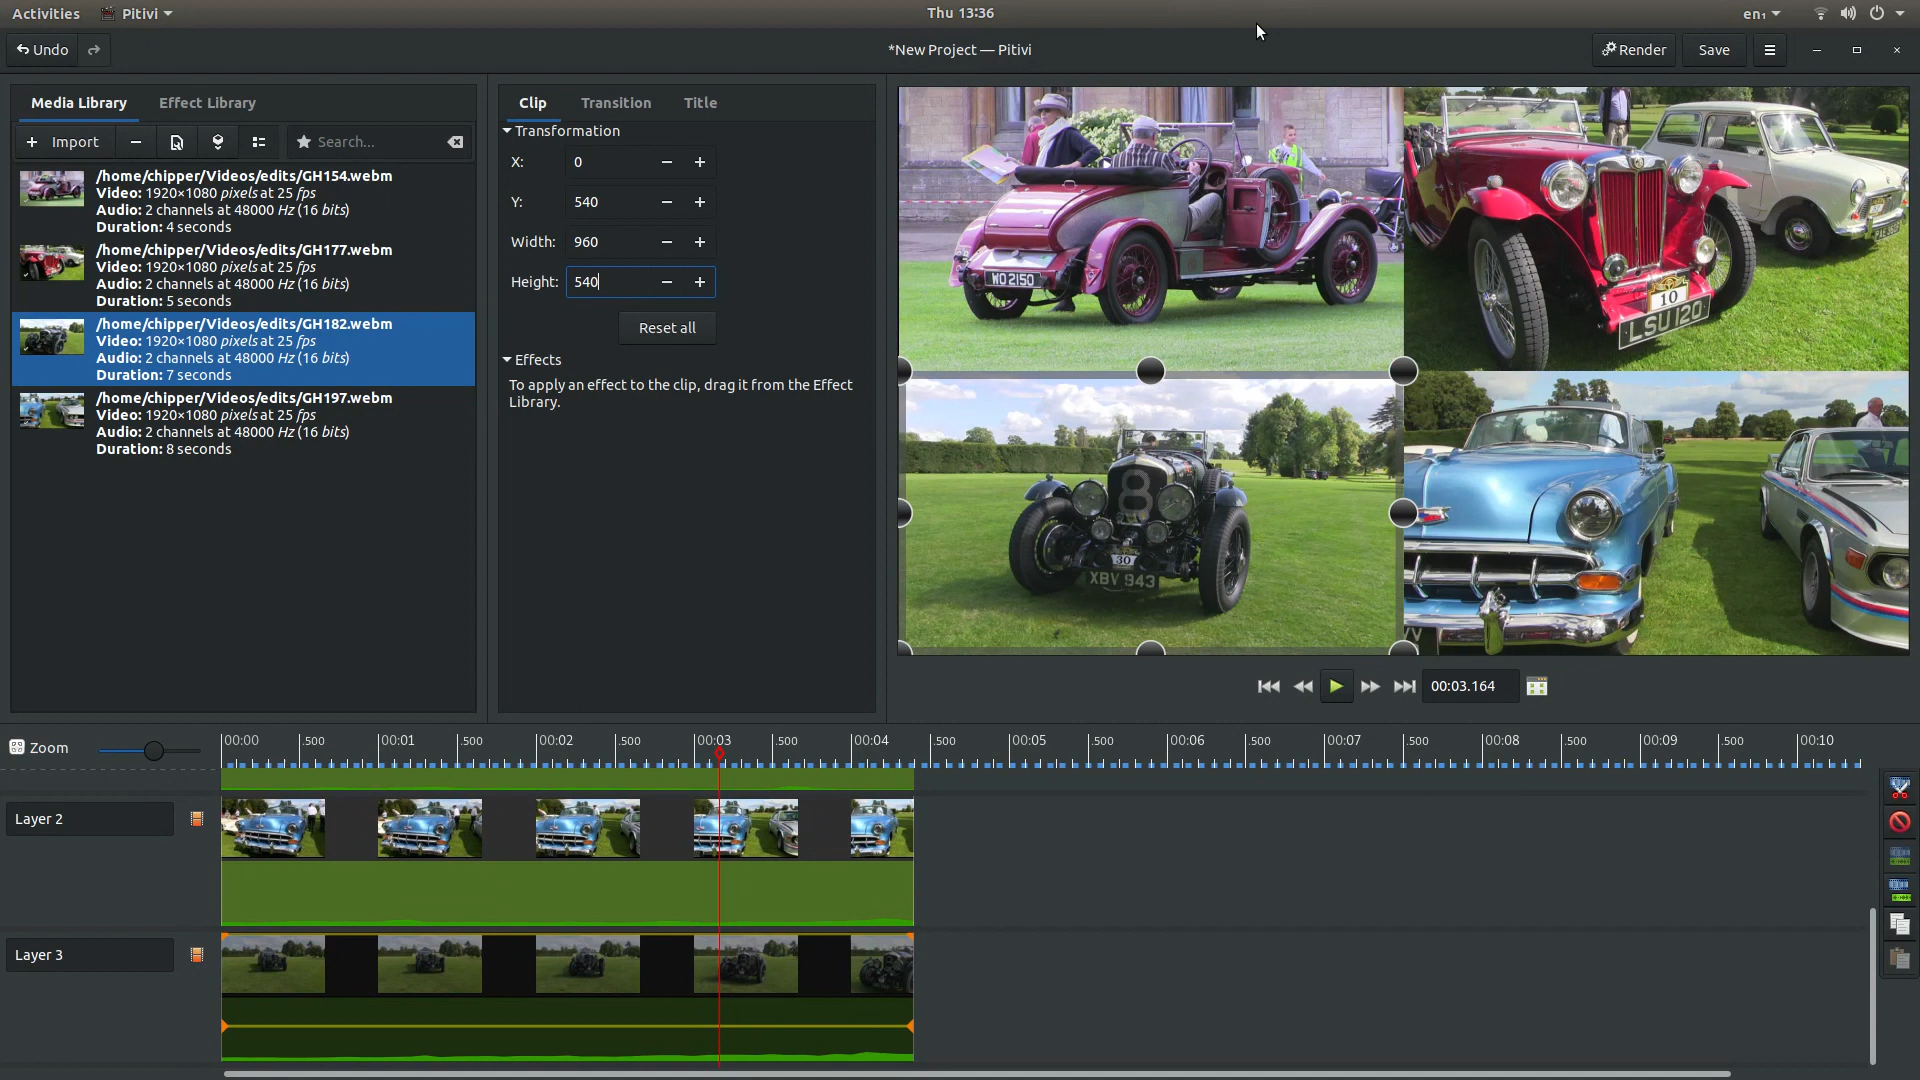 Activities
Pitivi
Thu 13:36
en₁
Undo
*New Project — Pitivi
Render
Save
Media Library
Effect Library
Import
Search...
/home/chipper/Videos/edits/GH154.webm
Video: 1920×1080 pixels at 25 fps
Audio: 2 channels at 48000 Hz (16 bits)
Duration: 4 seconds
/home/chipper/Videos/edits/GH177.webm
Video: 1920×1080 pixels at 25 fps
Audio: 2 channels at 48000 Hz (16 bits)
Duration: 5 seconds
/home/chipper/Videos/edits/GH182.webm
Video: 1920×1080 pixels at 25 fps
Audio: 2 channels at 48000 Hz (16 bits)
Duration: 7 seconds
/home/chipper/Videos/edits/GH197.webm
Video: 1920×1080 pixels at 25 fps
Audio: 2 channels at 48000 Hz (16 bits)
Duration: 8 seconds
Clip
Transition
Title
Transformation
X: 0
Y: 540
Width: 960
Height: 540
Reset all
Effects
To apply an effect to the clip, drag it from the Effect
Library.
WO 2150
10
LSU 120
8
30
XBV 943
00:03.164
Zoom
00:00 .500 00:01 .500 00:02 .500 00:03 .500 00:04 .500 00:05 .500 00:06 .500 00:07 .500 00:08 .500 00:09 .500 00:10
Layer 2
Layer 3